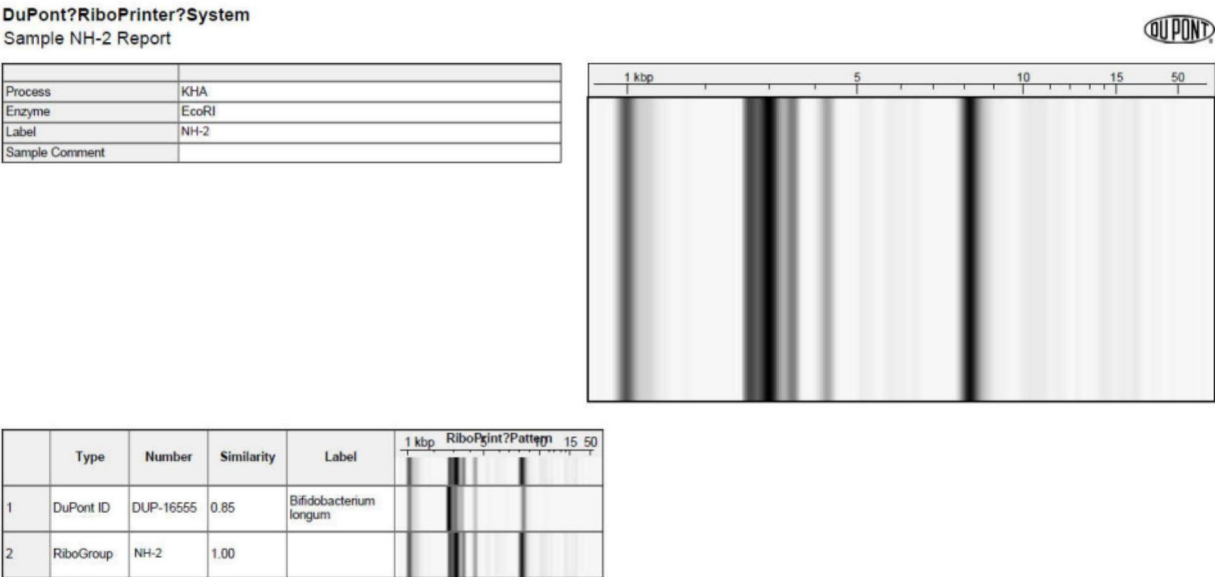 DuPont?RiboPrinter?System
Sample NH-2 Report
DU PONT
Process KHA
Enzyme EcoRI
Label NH-2
Sample Comment
1 kbp 5 10 15 50
Type Number Similarity Label 1 kbp RiboPrint?Pattern 5 10 15 50
1 DuPont ID DUP-16555 0.85 Bifidobacterium
longum
2 RiboGroup NH-2 1.00